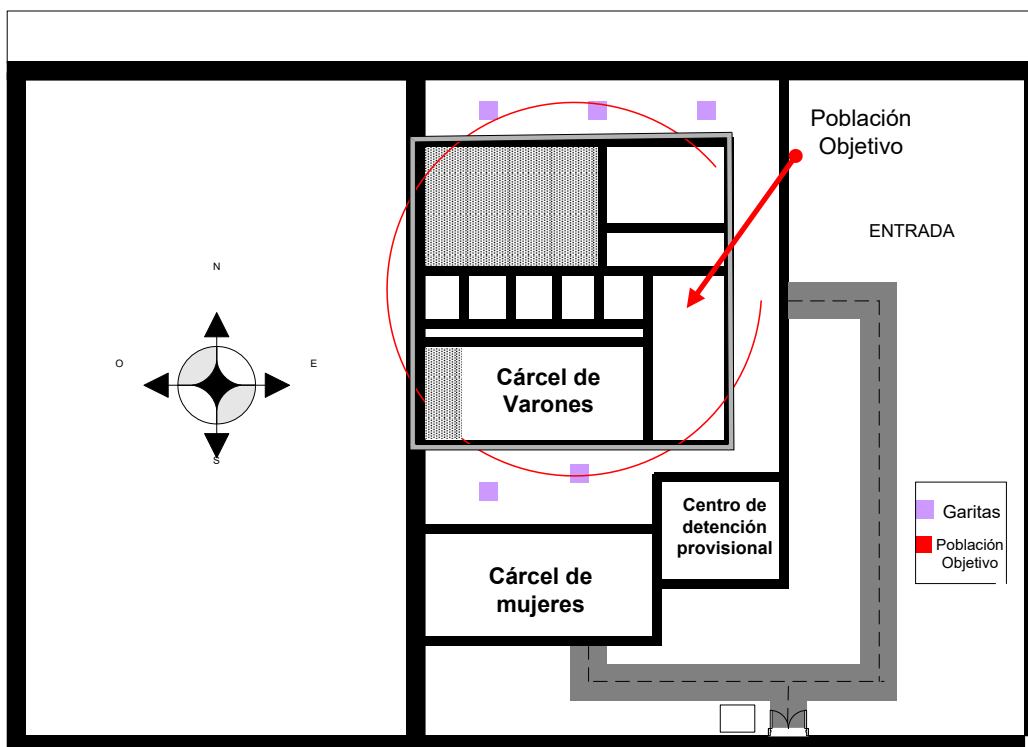 Población
Objetivo
ENTRADA
N
O
E
S
Cárcel de
Varones
Centro de
detención
provisional
Cárcel de
mujeres
Garitas
Población
Objetivo